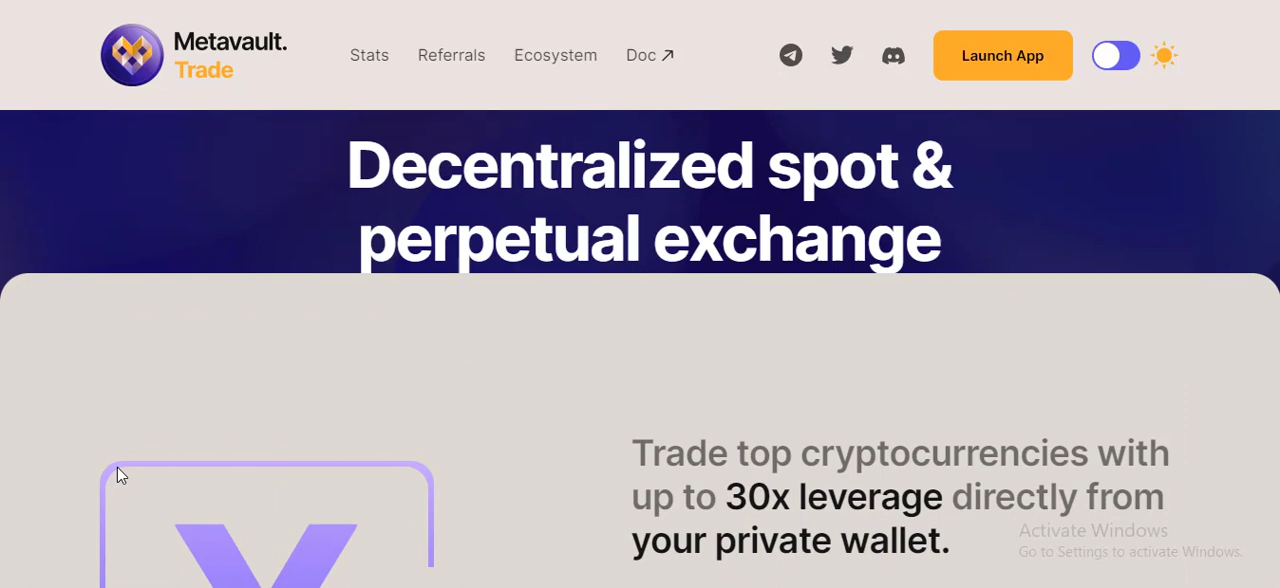 Metavault.
Trade
Stats
Referrals
Ecosystem
Doc
Launch App
Decentralized spot &
perpetual exchange
Trade top cryptocurrencies with
up to 30x leverage directly from
your private wallet.
Activate Windows
Go to Settings to activate Windows.